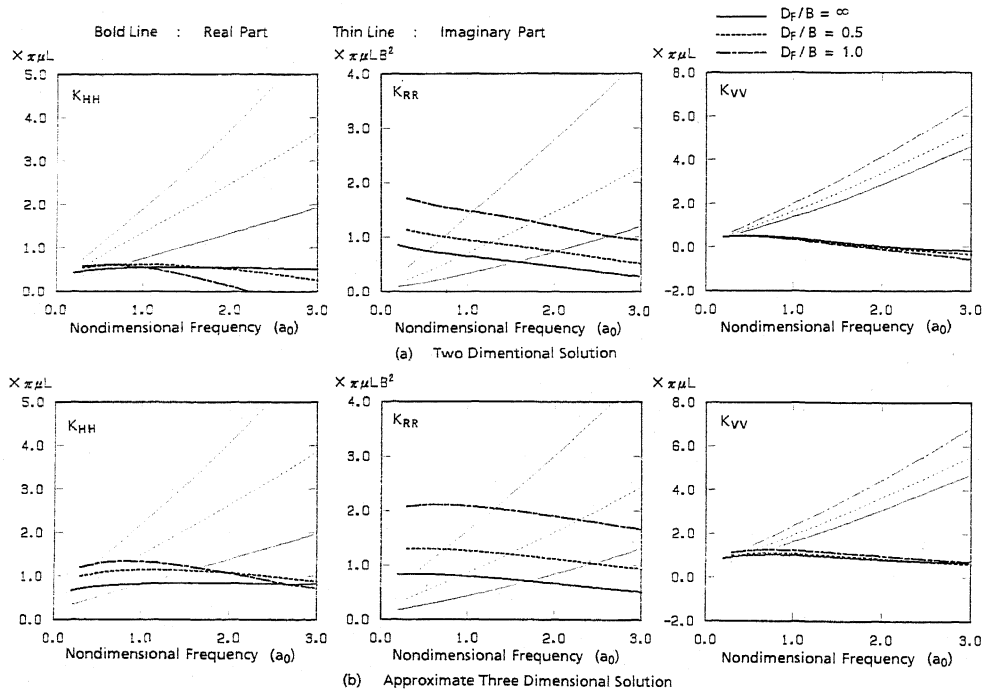 D_F/B = ∞
Bold Line : Real Part Thin Line : Imaginary Part
D_F/B = 0.5
D_F/B = 1.0
× πμL
5.0
4.0
3.0
2.0
1.0
0.0
K_HH
0.0 1.0 2.0 3.0
Nondimensional Frequency (a₀)
× πμLB²
4.0
3.0
2.0
1.0
0.0
K_RR
0.0 1.0 2.0 3.0
Nondimensional Frequency (a₀)
× πμL
8.0
6.0
4.0
2.0
0.0
-2.0
K_VV
0.0 1.0 2.0 3.0
Nondimensional Frequency (a₀)
(a) Two Dimentional Solution
× πμL
5.0
4.0
3.0
2.0
1.0
0.0
K_HH
0.0 1.0 2.0 3.0
Nondimensional Frequency (a₀)
× πμLB²
4.0
3.0
2.0
1.0
0.0
K_RR
0.0 1.0 2.0 3.0
Nondimensional Frequency (a₀)
× πμL
8.0
6.0
4.0
2.0
0.0
-2.0
K_VV
0.0 1.0 2.0 3.0
Nondimensional Frequency (a₀)
(b) Approximate Three Dimensional Solution